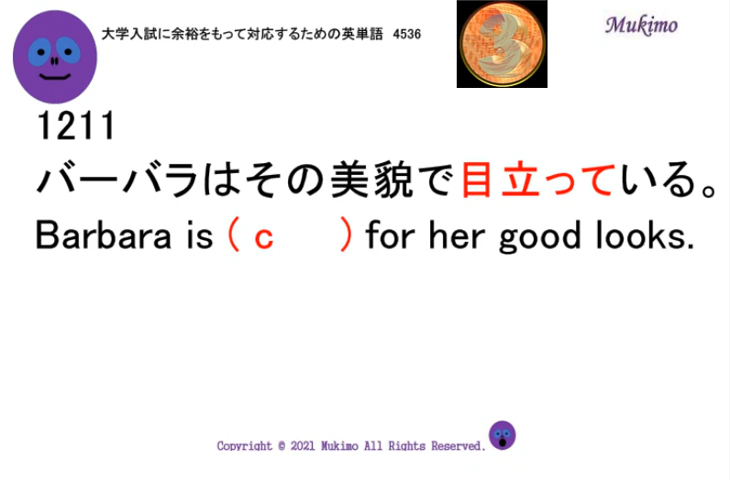 大学入試に余裕をもって対応するための英単語 4536
3
Mukimo
1211
バーバラはその美貌で目立っている。
Barbara is ( c ) for her good looks.
Copyright © 2021 Mukimo All Rights Reserved.